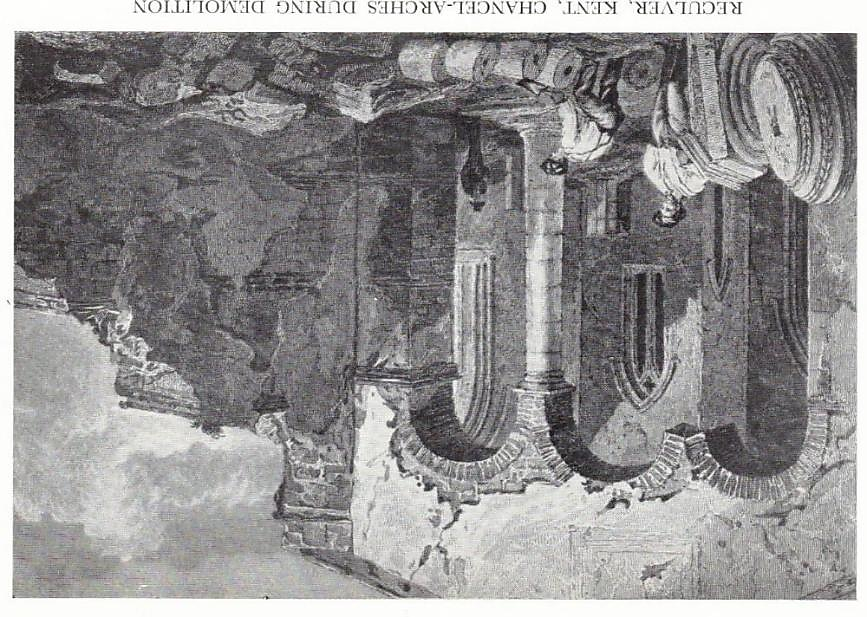 RECULVER, KENT, CHANCEL-ARCHES DURING DEMOLITION